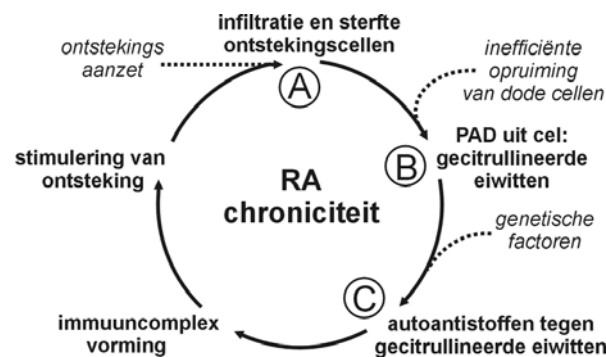 infiltratie en sterfte
ontstekingscellen
ontstekings
aanzet
A
inefficiënte
opruiming
van dode cellen
stimulering van
ontsteking
B
PAD uit cel:
gecitrullineerde
eiwitten
RA
chroniciteit
genetische
factoren
C
immuuncomplex
vorming
autoantistoffen tegen
gecitrullineerde eiwitten